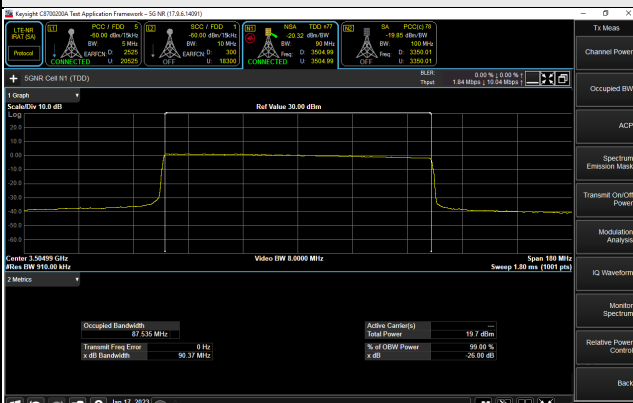 Keysight C8700200A Test Application Framework – 5G NR (17.9.6.14091)
LTE-NR
IRAT (SA)
Protocol
L1
PCC / FDD 5
-60.00 dBm/15kHz
BW: 5 MHz
EARFCN D: 2525
U: 20525
CONNECTED
L2
SCC / FDD 1
-60.00 dBm/15kHz
BW: 10 MHz
EARFCN D: 300
U: 18300
OFF
N1
NSA TDD n77
-20.32 dBm/BW
BW: 90 MHz
Freq D: 3504.99
U: 3504.99
CONNECTED
N2
SA PCC(c) 78
-19.85 dBm/BW
BW: 100 MHz
Freq D: 3350.01
U: 3350.01
OFF
5GNR Cell N1 (TDD)
BLER: 0.00 % ↓ 0.00 % ↑
Thput: 1.84 Mbps ↓ 10.04 Mbps ↑
1 Graph
Scale/Div 10.0 dB
Ref Value 30.00 dBm
Log
20.0
10.0
0.00
-10.0
-20.0
-30.0
-40.0
-50.0
-60.0
Center 3.50499 GHz
Video BW 8.0000 MHz
Span 180 MHz
#Res BW 910.00 kHz
Sweep 1.80 ms (1001 pts)
2 Metrics
Occupied Bandwidth
87.535 MHz
Transmit Freq Error 0 Hz
x dB Bandwidth 90.37 MHz
Active Carrier(s) ---
Total Power 19.7 dBm
% of OBW Power 99.00 %
x dB -26.00 dB
Tx Meas
Channel Power
Occupied BW
ACP
Spectrum
Emission Mask
Transmit On/Off
Power
Modulation
Analysis
IQ Waveform
Monitor
Spectrum
Relative Power
Control
Back
Jan 17, 2023